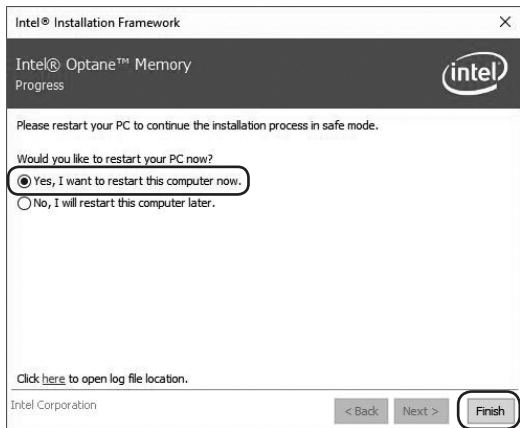 Intel® Installation Framework
Intel® Optane™ Memory
Progress
intel
Please restart your PC to continue the installation process in safe mode.
Would you like to restart your PC now?
Yes, I want to restart this computer now.
No, I will restart this computer later.
Click here to open log file location.
Intel Corporation
< Back Next > Finish